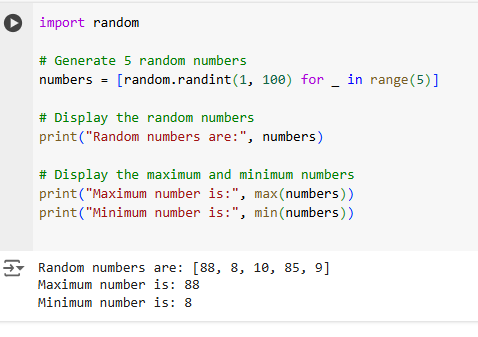 import random
# Generate 5 random numbers
numbers = [random.randint(1, 100) for _ in range(5)]
# Display the random numbers
print("Random numbers are:", numbers)
# Display the maximum and minimum numbers
print("Maximum number is:", max(numbers))
print("Minimum number is:", min(numbers))
Random numbers are: [88, 8, 10, 85, 9]
Maximum number is: 88
Minimum number is: 8